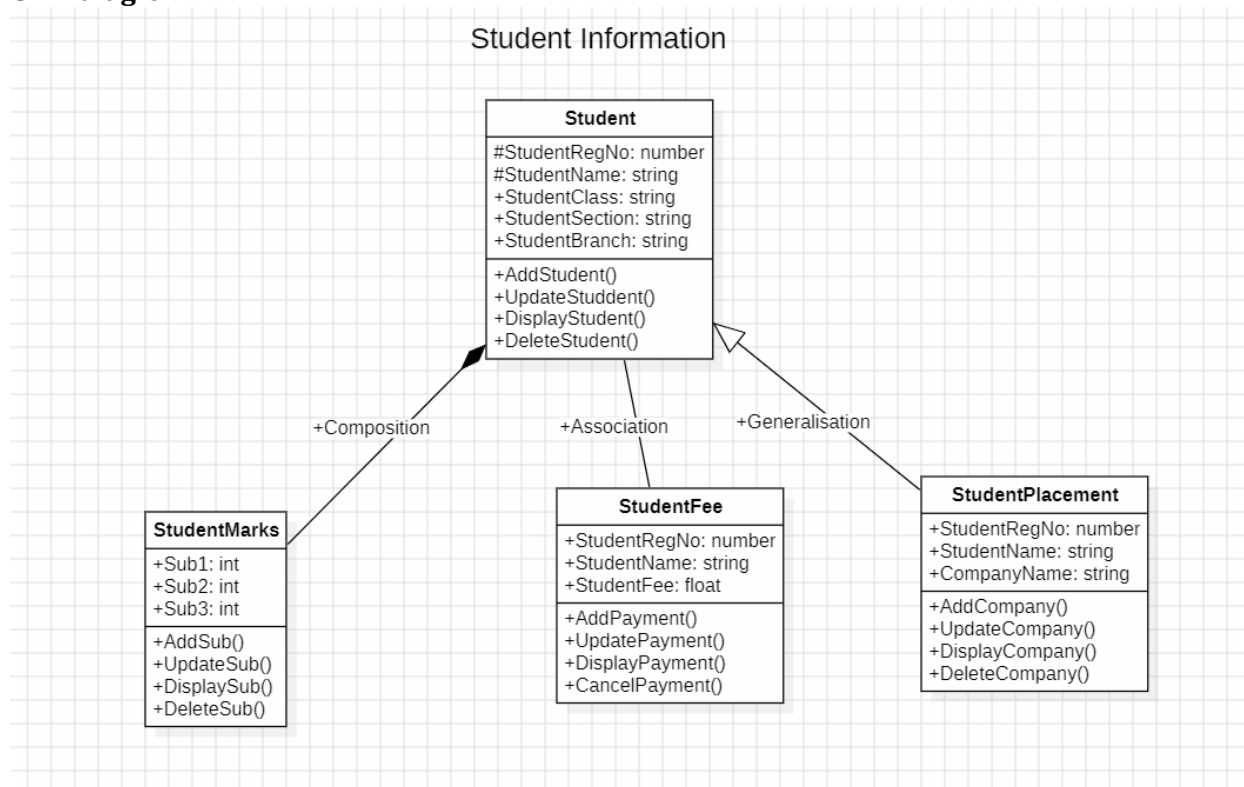 Student Information
Student
#StudentRegNo: number
#StudentName: string
+StudentClass: string
+StudentSection: string
+StudentBranch: string
+AddStudent()
+UpdateStuddent()
+DisplayStudent()
+DeleteStudent()
+Composition
+Association
+Generalisation
StudentMarks
+Sub1: int
+Sub2: int
+Sub3: int
+AddSub()
+UpdateSub()
+DisplaySub()
+DeleteSub()
StudentFee
+StudentRegNo: number
+StudentName: string
+StudentFee: float
+AddPayment()
+UpdatePayment()
+DisplayPayment()
+CancelPayment()
StudentPlacement
+StudentRegNo: number
+StudentName: string
+CompanyName: string
+AddCompany()
+UpdateCompany()
+DisplayCompany()
+DeleteCompany()